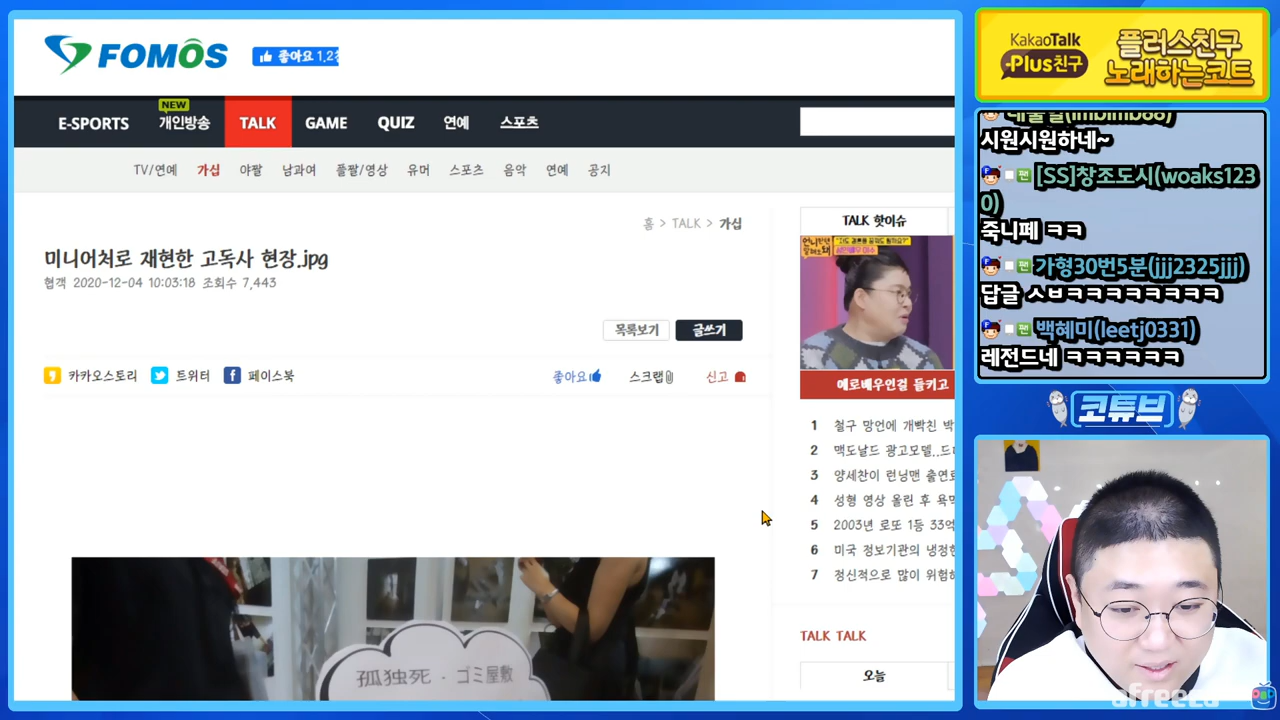 FOMOS
좋아요 1.2천
E-SPORTS
NEW
개인방송
TALK
GAME
QUIZ
연예
스포츠
TV/연예
가십
야짤
남과여
플짤/영상
유머
스포츠
음악
연예
공지
홈 > TALK > 가십
미니어처로 재현한 고독사 현장.jpg
협객 2020-12-04 10:03:18 조회수 7,443
목록보기
글쓰기
카카오스토리
트위터
페이스북
좋아요
스크랩
신고
孤独死 . ゴミ屋敷
TALK 핫이슈
에로배우인걸 들키고
1 철구 망언에 개빡친 박
2 맥도날드 광고모델..드디
3 양세찬이 런닝맨 출연료
4 성형 영상 올린 후 욕먹
5 2003년 로또 1등 33억
6 미국 정보기관의 냉정한
7 정신적으로 많이 위험해
TALK TALK
오늘
KakaoTalk
Plus친구
플러스친구
노래하는코트
시원시원하네~
팬 [SS]창조도시(woaks123
0)
죽니페 ㅋㅋ
팬 가형30번5분(jjj2325jjj)
답글 ㅅㅂㅋㅋㅋㅋㅋㅋㅋㅋ
팬 백혜미(leetj0331)
레전드네 ㅋㅋㅋㅋㅋㅋ
코튜브
afreeca